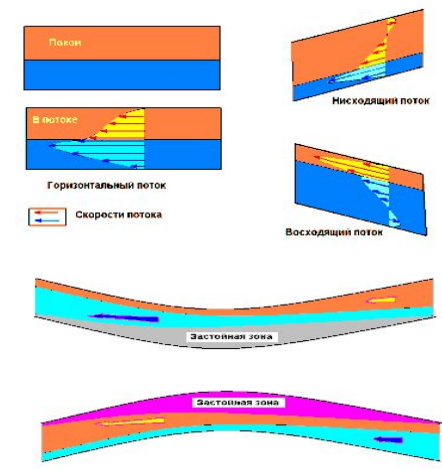 Покой
Нисходящий поток
В потоке
Горизонтальный поток
Скорости потока
Восходящий поток
Застойная зона
Застойная зона